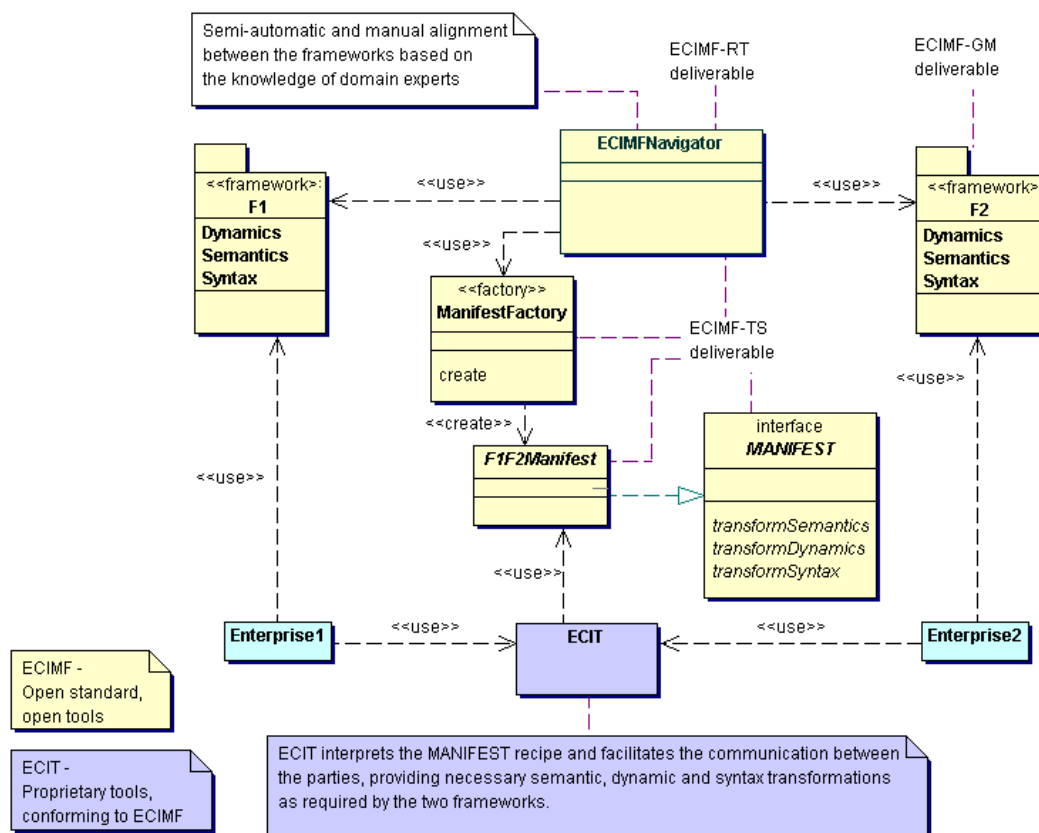 Semi-automatic and manual alignment
between the frameworks based on
the knowledge of domain experts
ECIMF-RT
deliverable
ECIMF-GM
deliverable
ECIMFNavigator
<<framework>:
F1
Dynamics
Semantics
Syntax
<<use>>
<<use>>
<<framework>
F2
Dynamics
Semantics
Syntax
<<use>>
<<factory>>
ManifestFactory
create
ECIMF-TS
deliverable
<<use>>
<<create>>
F1F2Manifest
interface
MANIFEST
transformSemantics
transformDynamics
transformSyntax
<<use>>
<<use>>
Enterprise1
<<use>>
ECIT
<<use>>
Enterprise2
ECIMF -
Open standard,
open tools
ECIT -
Proprietary tools,
conforming to ECIMF
ECIT interprets the MANIFEST recipe and facilitates the communication between
the parties, providing necessary semantic, dynamic and syntax transformations
as required by the two frameworks.